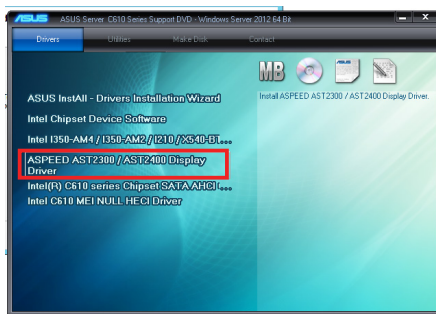 ASUS ASUS Server C610 Series Support DVD - Windows Server 2012 64 Bit
Drivers Utilities Make Disk Contact
MB
ASUS InstAll - Drivers Installation Wizard
Install ASPEED AST2300 / AST2400 Display Driver.
Intel Chipset Device Software
Intel I350-AM4 / I350-AM2 / I210 / X540-BT...
ASPEED AST2300 / AST2400 Display
Driver
Intel(R) C610 series Chipset SATA AHCI (...
Intel C610 MEI NULL HECI Driver